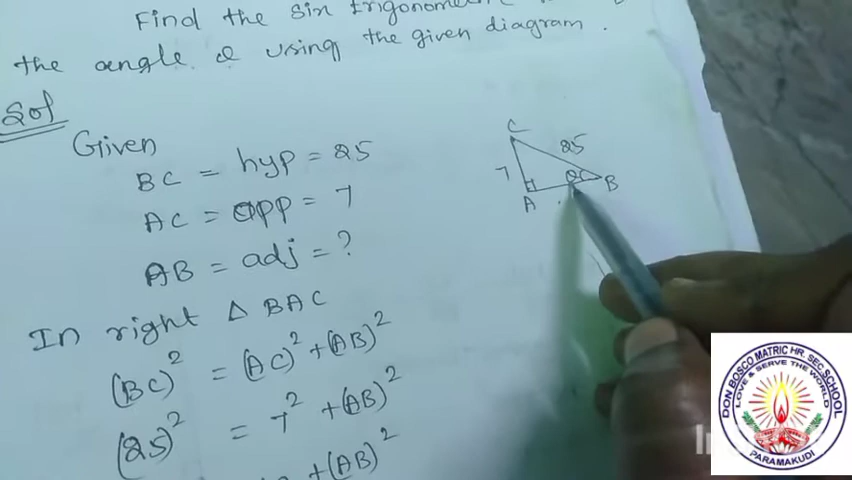 Find the six
the angle θ using the given diagram.
Sol
Given
BC = hyp = 25
AC = opp = 7
AB = adj = ?
In right Δ BAC
(BC)² = (AC)² + (AB)²
(25)² = 7² + (AB)²
+ (AB)²
C
25
7
θ
B
A
DON BOSCO MATRIC HR. SEC. SCHOOL
LOVE & SERVE THE WORLD
PARAMAKUDI